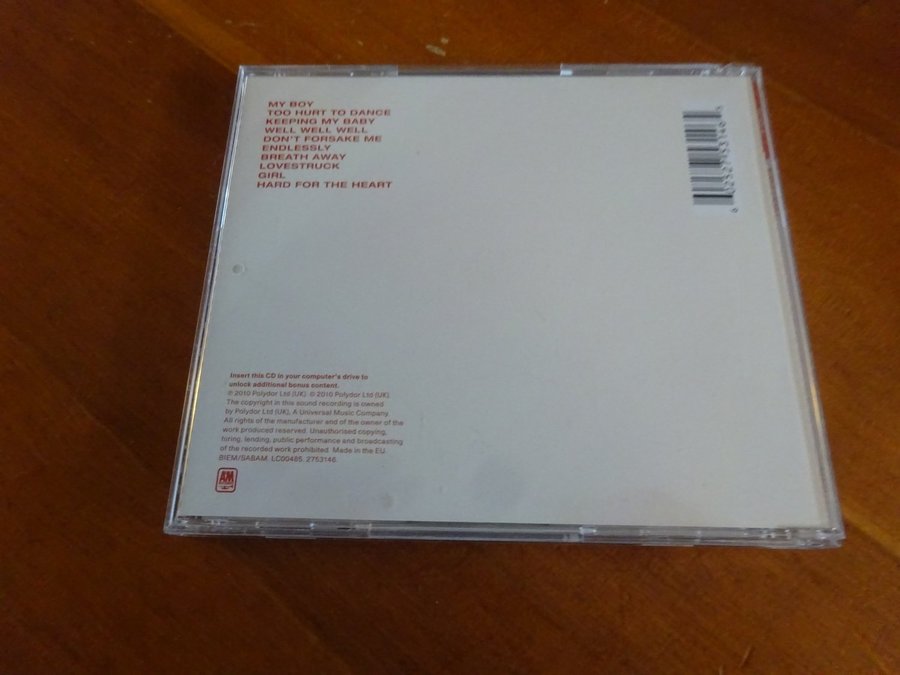 MY BOY
TOO HURT TO DANCE
KEEPING MY BABY
WELL WELL WELL
DON'T FORSAKE ME
ENDLESSLY
BREATH AWAY
LOVESTRUCK
GIRL
HARD FOR THE HEART
Insert this CD in your computer's drive to
unlock additional bonus content.
℗ 2010 Polydor Ltd (UK). © 2010 Polydor Ltd (UK).
The copyright in this sound recording is owned
by Polydor Ltd (UK). A Universal Music Company.
All rights of the manufacturer and of the owner of the
work produced reserved. Unauthorised copying,
hiring, lending, public performance and broadcasting
of the recorded work prohibited. Made in the EU.
BIEM/SABAM. LC00485. 2753146.
A&M